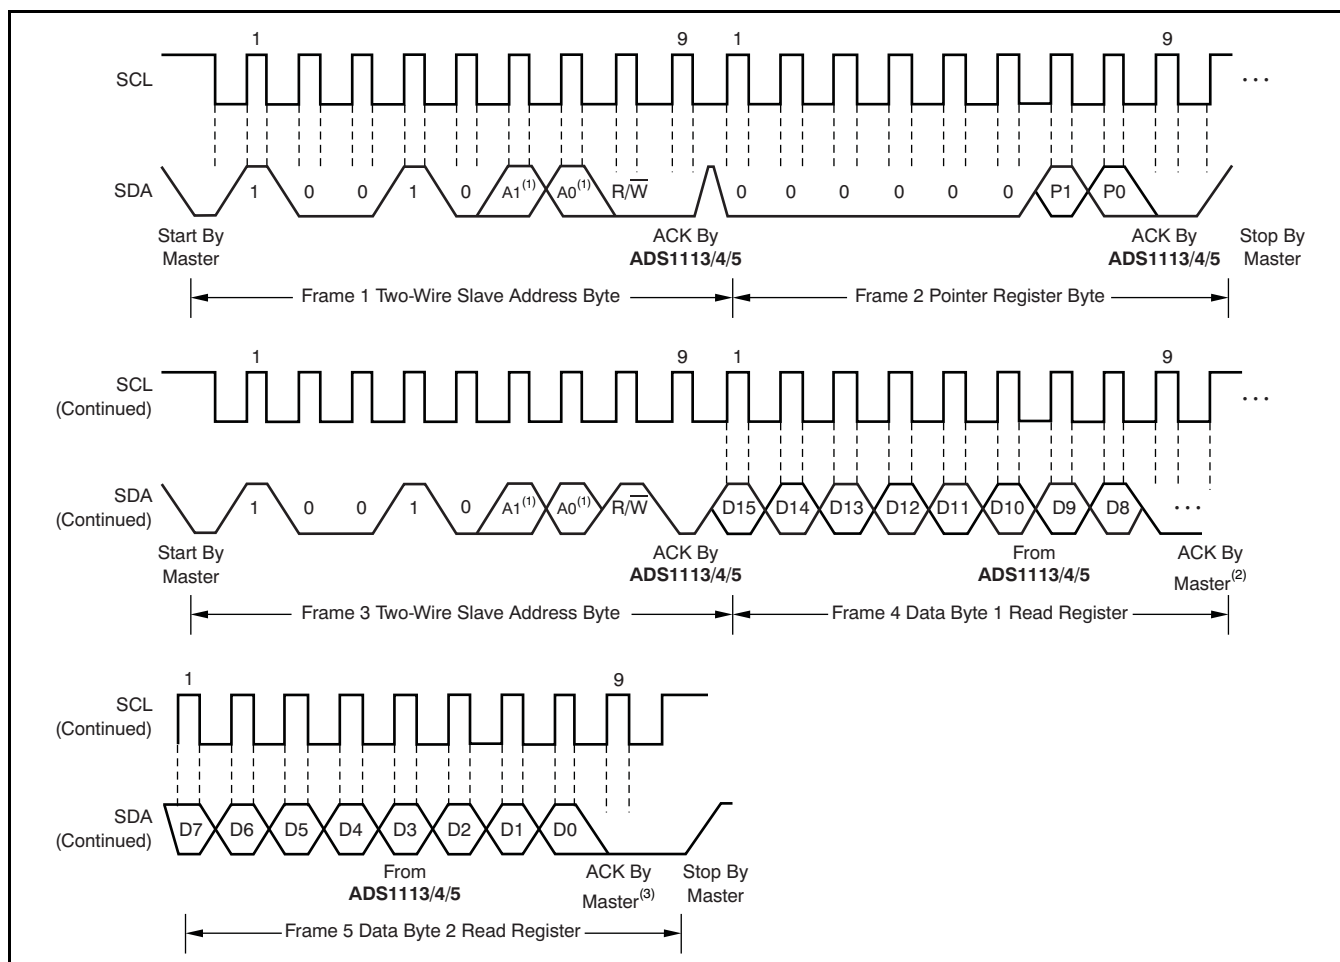 1 9 1 9
SCL ...
SDA 1 0 0 1 0 A1(1) A0(1) R/W̅ 0 0 0 0 0 0 P1 P0
Start By Master ACK By ADS1113/4/5 ACK By ADS1113/4/5 Stop By Master
Frame 1 Two-Wire Slave Address Byte Frame 2 Pointer Register Byte
1 9 1 9
SCL (Continued) ...
SDA (Continued) 1 0 0 1 0 A1(1) A0(1) R/W̅ D15 D14 D13 D12 D11 D10 D9 D8 ...
Start By Master ACK By ADS1113/4/5 From ADS1113/4/5 ACK By Master(2)
Frame 3 Two-Wire Slave Address Byte Frame 4 Data Byte 1 Read Register
1 9
SCL (Continued)
SDA (Continued) D7 D6 D5 D4 D3 D2 D1 D0
From ADS1113/4/5 ACK By Master(3) Stop By Master
Frame 5 Data Byte 2 Read Register